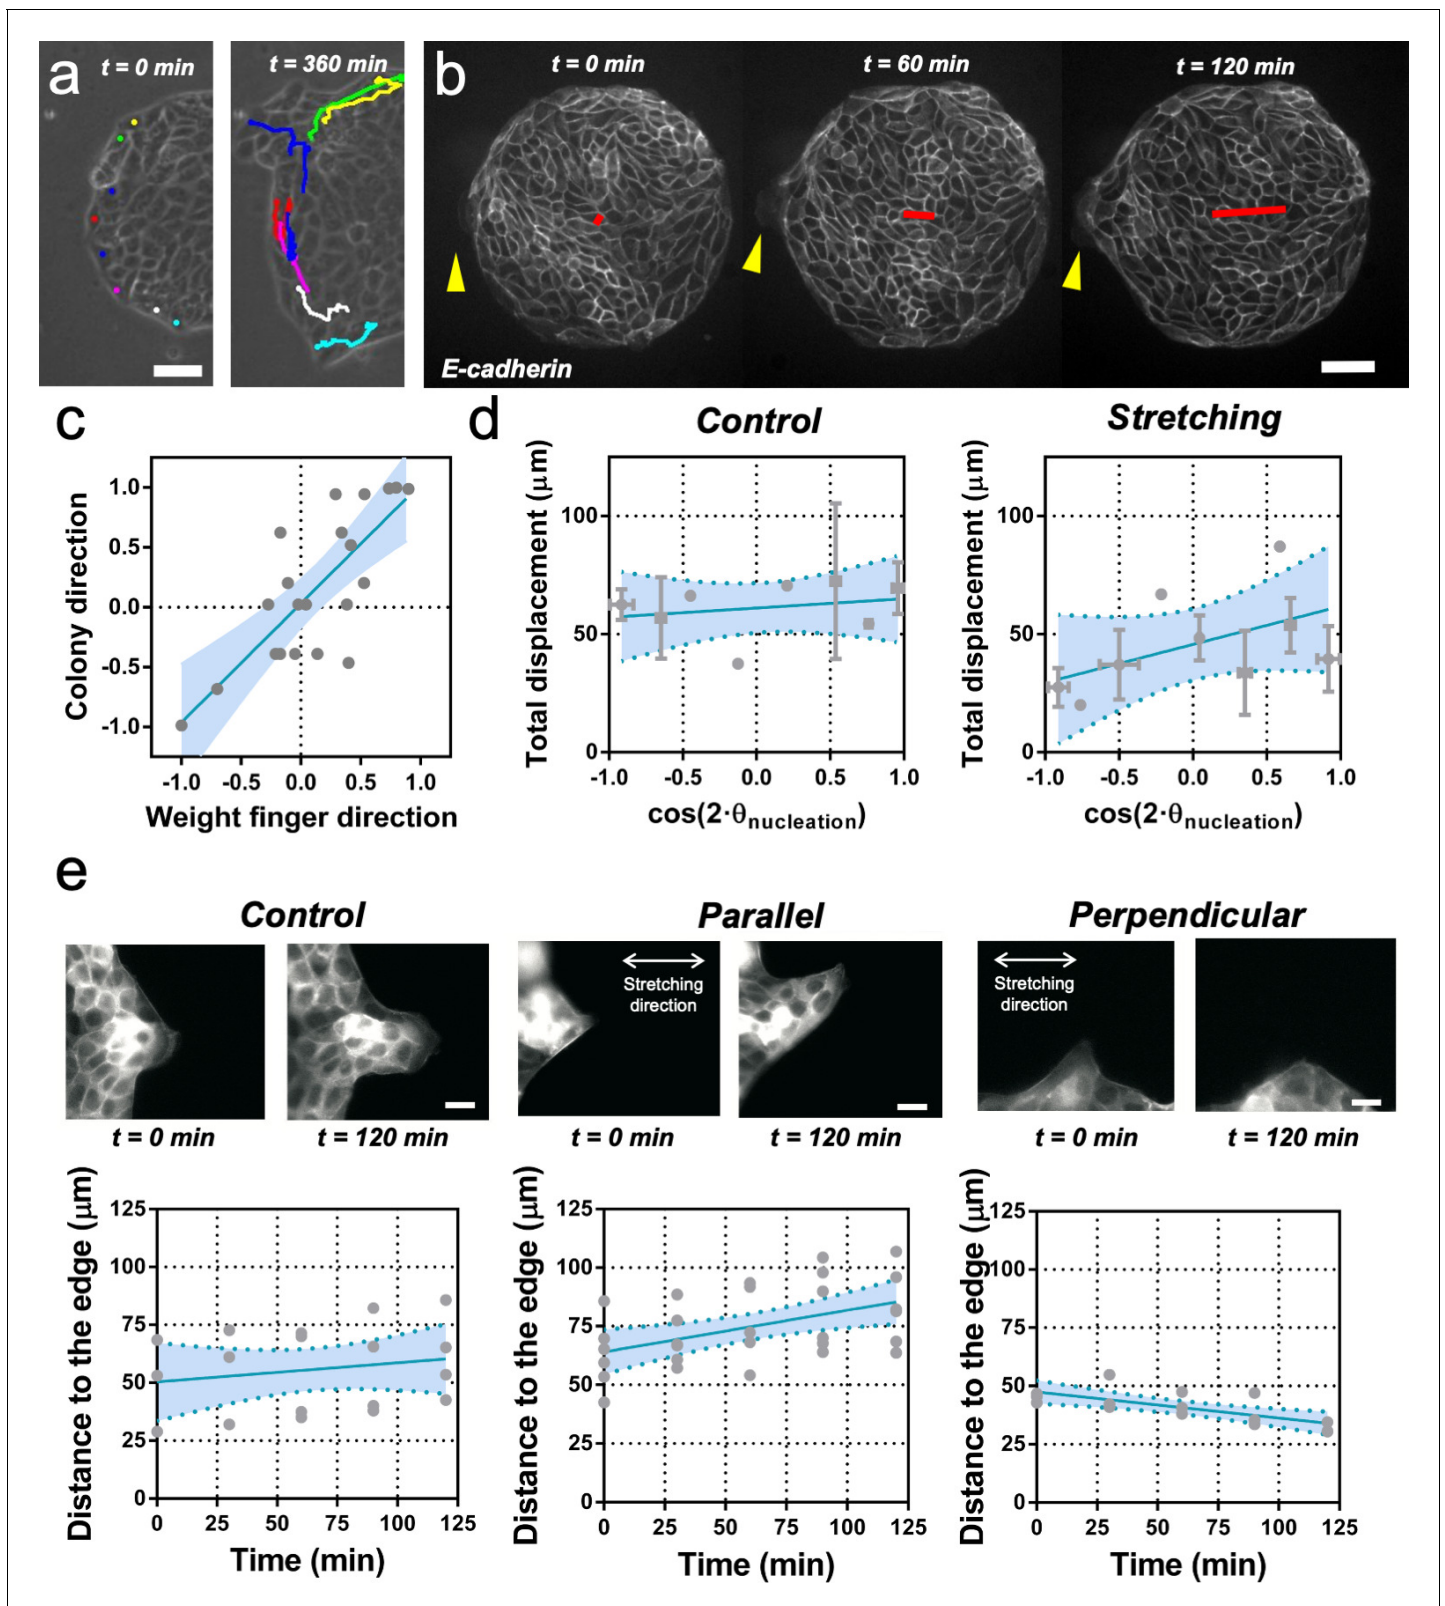 a
t = 0 min
t = 360 min
b
t = 0 min
t = 60 min
t = 120 min
E-cadherin
c
Colony direction
1.0
0.5
0.0
-0.5
-1.0
-1.0 -0.5 0.0 0.5 1.0
Weight finger direction
d
Control
Total displacement (μm)
100
50
0
-1.0 -0.5 0.0 0.5 1.0
cos(2·θnucleation)
Stretching
Total displacement (μm)
100
50
0
-1.0 -0.5 0.0 0.5 1.0
cos(2·θnucleation)
e
Control
t = 0 min
t = 120 min
Parallel
Stretching
direction
t = 0 min
t = 120 min
Perpendicular
Stretching
direction
t = 0 min
t = 120 min
Distance to the edge (μm)
125
100
75
50
25
0
0 25 50 75 100 125
Time (min)
Distance to the edge (μm)
125
100
75
50
25
0
0 25 50 75 100 125
Time (min)
Distance to the edge (μm)
125
100
75
50
25
0
0 25 50 75 100 125
Time (min)